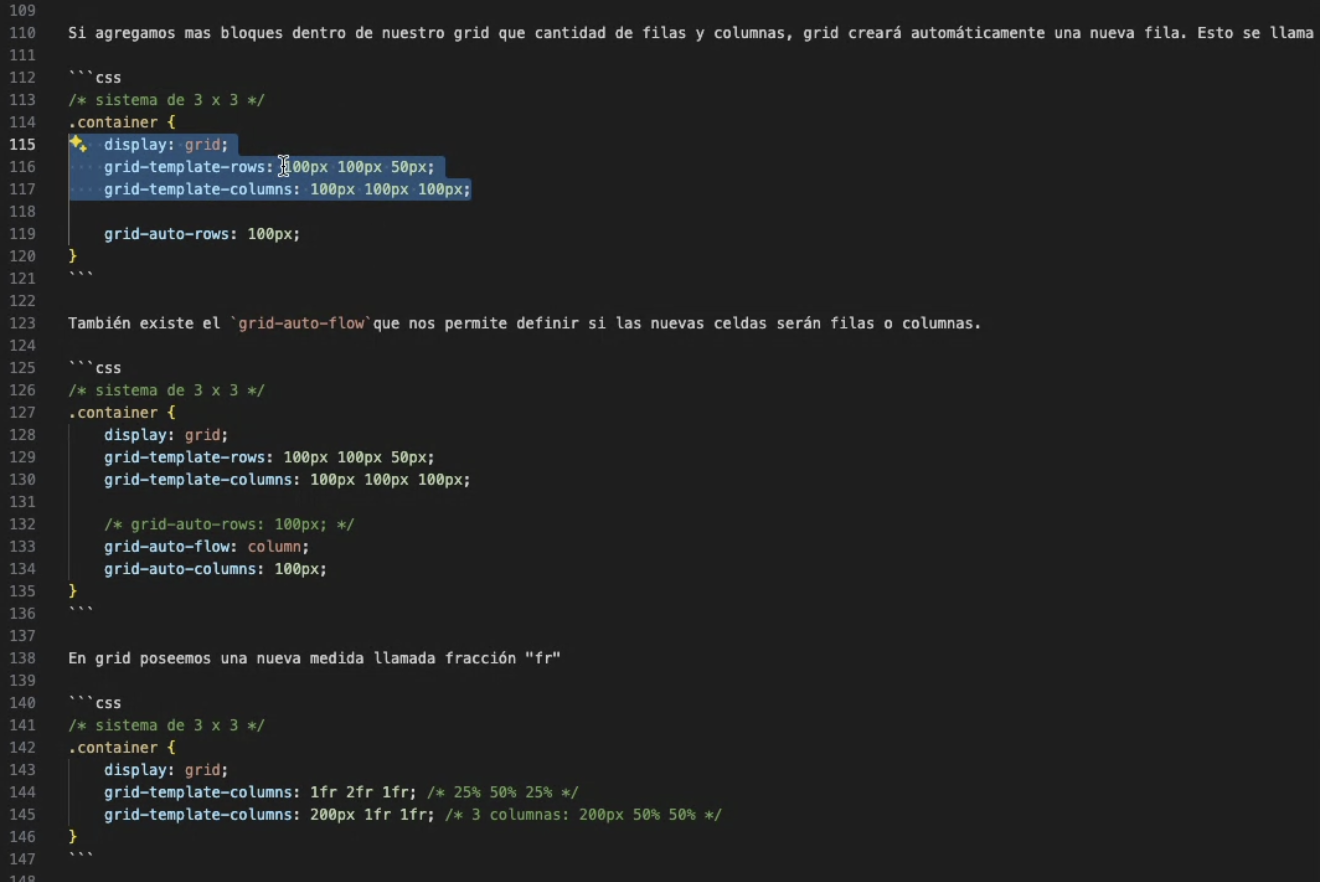 109
110 Si agregamos mas bloques dentro de nuestro grid que cantidad de filas y columnas, grid creará automáticamente una nueva fila. Esto se llama
111
112 ```css
113 /* sistema de 3 x 3 */
114 .container {
115     display: grid;
116     grid-template-rows: 100px 100px 50px;
117     grid-template-columns: 100px 100px 100px;
118
119     grid-auto-rows: 100px;
120 }
121 ```
122
123 También existe el `grid-auto-flow`que nos permite definir si las nuevas celdas serán filas o columnas.
124
125 ```css
126 /* sistema de 3 x 3 */
127 .container {
128     display: grid;
129     grid-template-rows: 100px 100px 50px;
130     grid-template-columns: 100px 100px 100px;
131
132     /* grid-auto-rows: 100px; */
133     grid-auto-flow: column;
134     grid-auto-columns: 100px;
135 }
136 ```
137
138 En grid poseemos una nueva medida llamada fracción "fr"
139
140 ```css
141 /* sistema de 3 x 3 */
142 .container {
143     display: grid;
144     grid-template-columns: 1fr 2fr 1fr; /* 25% 50% 25% */
145     grid-template-columns: 200px 1fr 1fr; /* 3 columnas: 200px 50% 50% */
146 }
147 ```
148